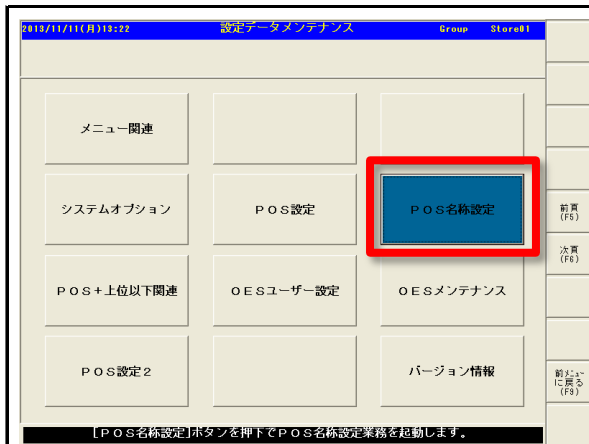 2013/11/11(月)13:22 設定データメンテナンス Group Store01
メニュー関連
システムオプション POS設定 POS名称設定
POS+上位以下関連 OESユーザー設定 OESメンテナンス
POS設定2 バージョン情報
前頁
(F5)
次頁
(F6)
前メニュー
に戻る
(F9)
[POS名称設定]ボタンを押下でPOS名称設定業務を起動します。